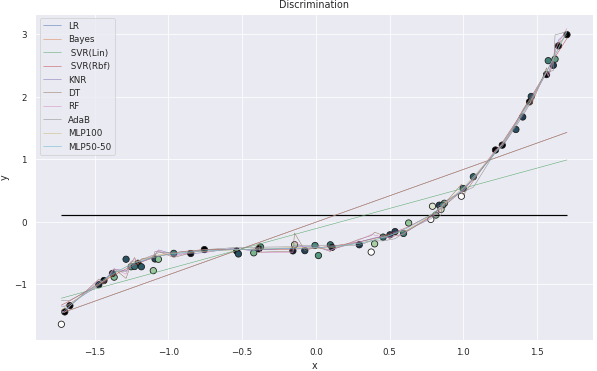 Discrimination
LR
Bayes
SVR(Lin)
SVR(Rbf)
KNR
DT
RF
AdaB
MLP100
MLP50-50
3
2
1
0
−1
y
−1.5
−1.0
−0.5
0.0
0.5
1.0
1.5
x